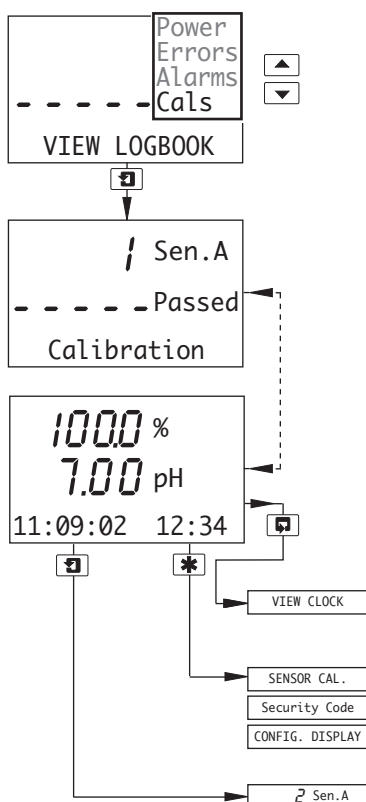 Power
Errors
Alarms
- - - - - Cals
VIEW LOGBOOK
1 Sen.A
- - - - - Passed
Calibration
100.0 %
7.00 pH
11:09:02 12:34
VIEW CLOCK
SENSOR CAL.
Security Code
CONFIG. DISPLAY
2 Sen.A